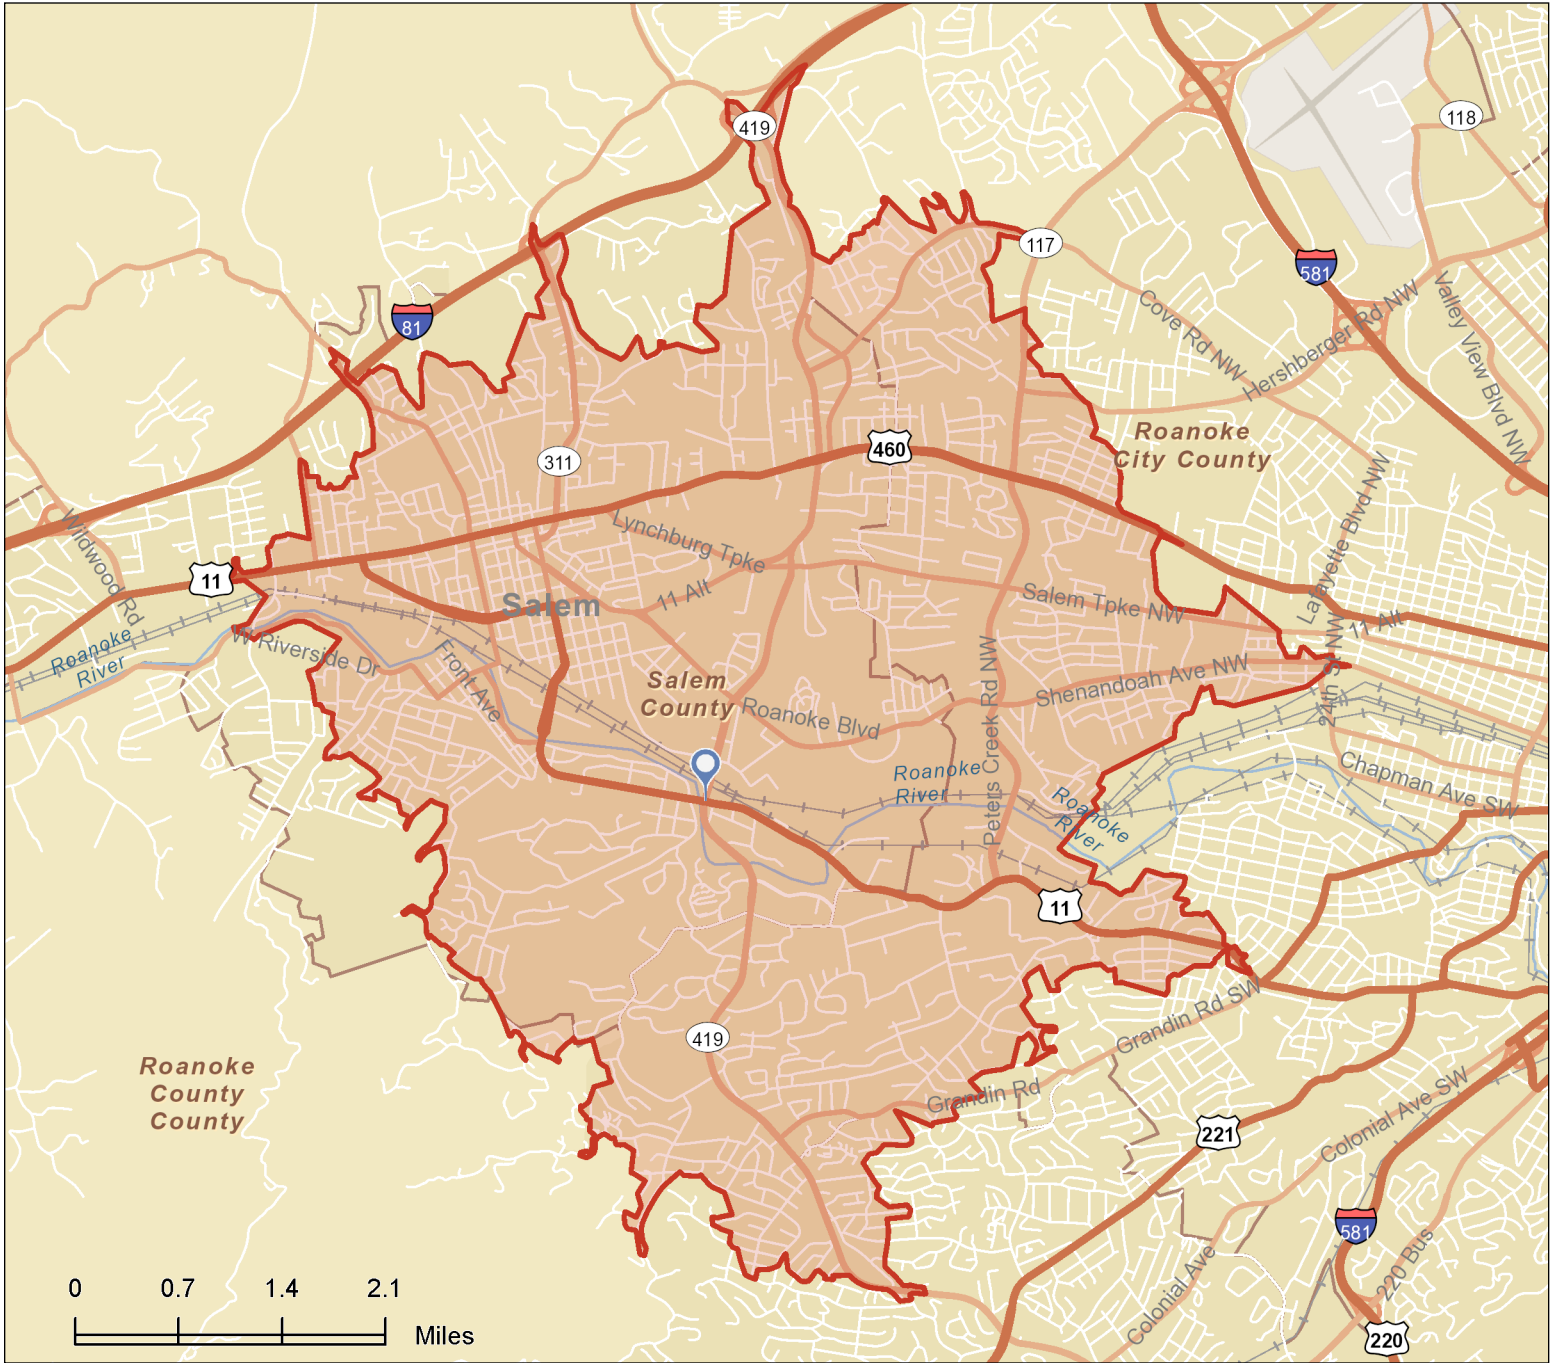 419
118
117
581
81
Cove Rd NW
Hershberger Rd NW
Valley View Blvd NW
Roanoke
City County
460
311
Lynchburg Tpke
Lafayette Blvd NW
Wildwood Rd
11
11 Alt
Salem
Salem Tpke NW
11 Alt
Roanoke
River
W Riverside Dr
Front Ave
Salem
County
Roanoke Blvd
Peters Creek Rd NW
Shenandoah Ave NW
24th St NW
Roanoke
River
Roanoke
River
Chapman Ave SW
11
Grandin Rd SW
419
Roanoke
County
County
Grandin Rd
221
Colonial Ave SW
581
220 Bus
Colonial Ave
220
0
0.7
1.4
2.1
Miles